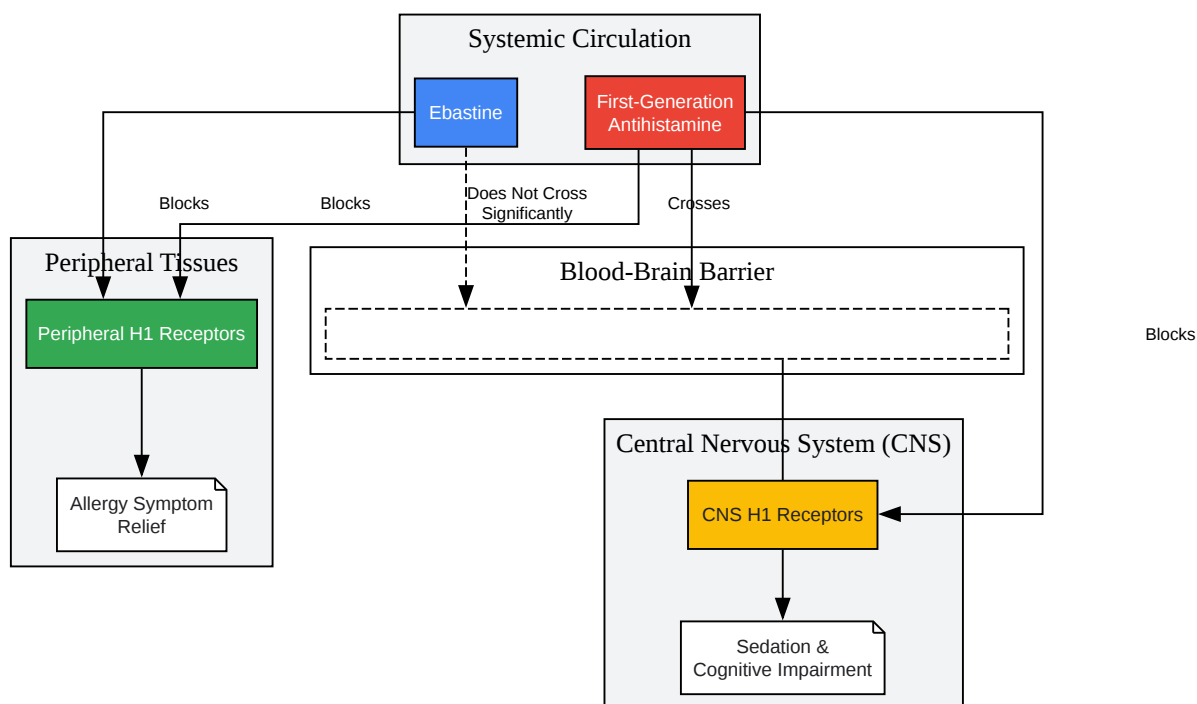 Systemic Circulation
Ebastine
First-Generation
Antihistamine
Blocks
Blocks
Does Not Cross
Significantly
Crosses
Peripheral Tissues
Blood-Brain Barrier
Peripheral H1 Receptors
Blocks
Central Nervous System (CNS)
Allergy Symptom
Relief
CNS H1 Receptors
Sedation &
Cognitive Impairment